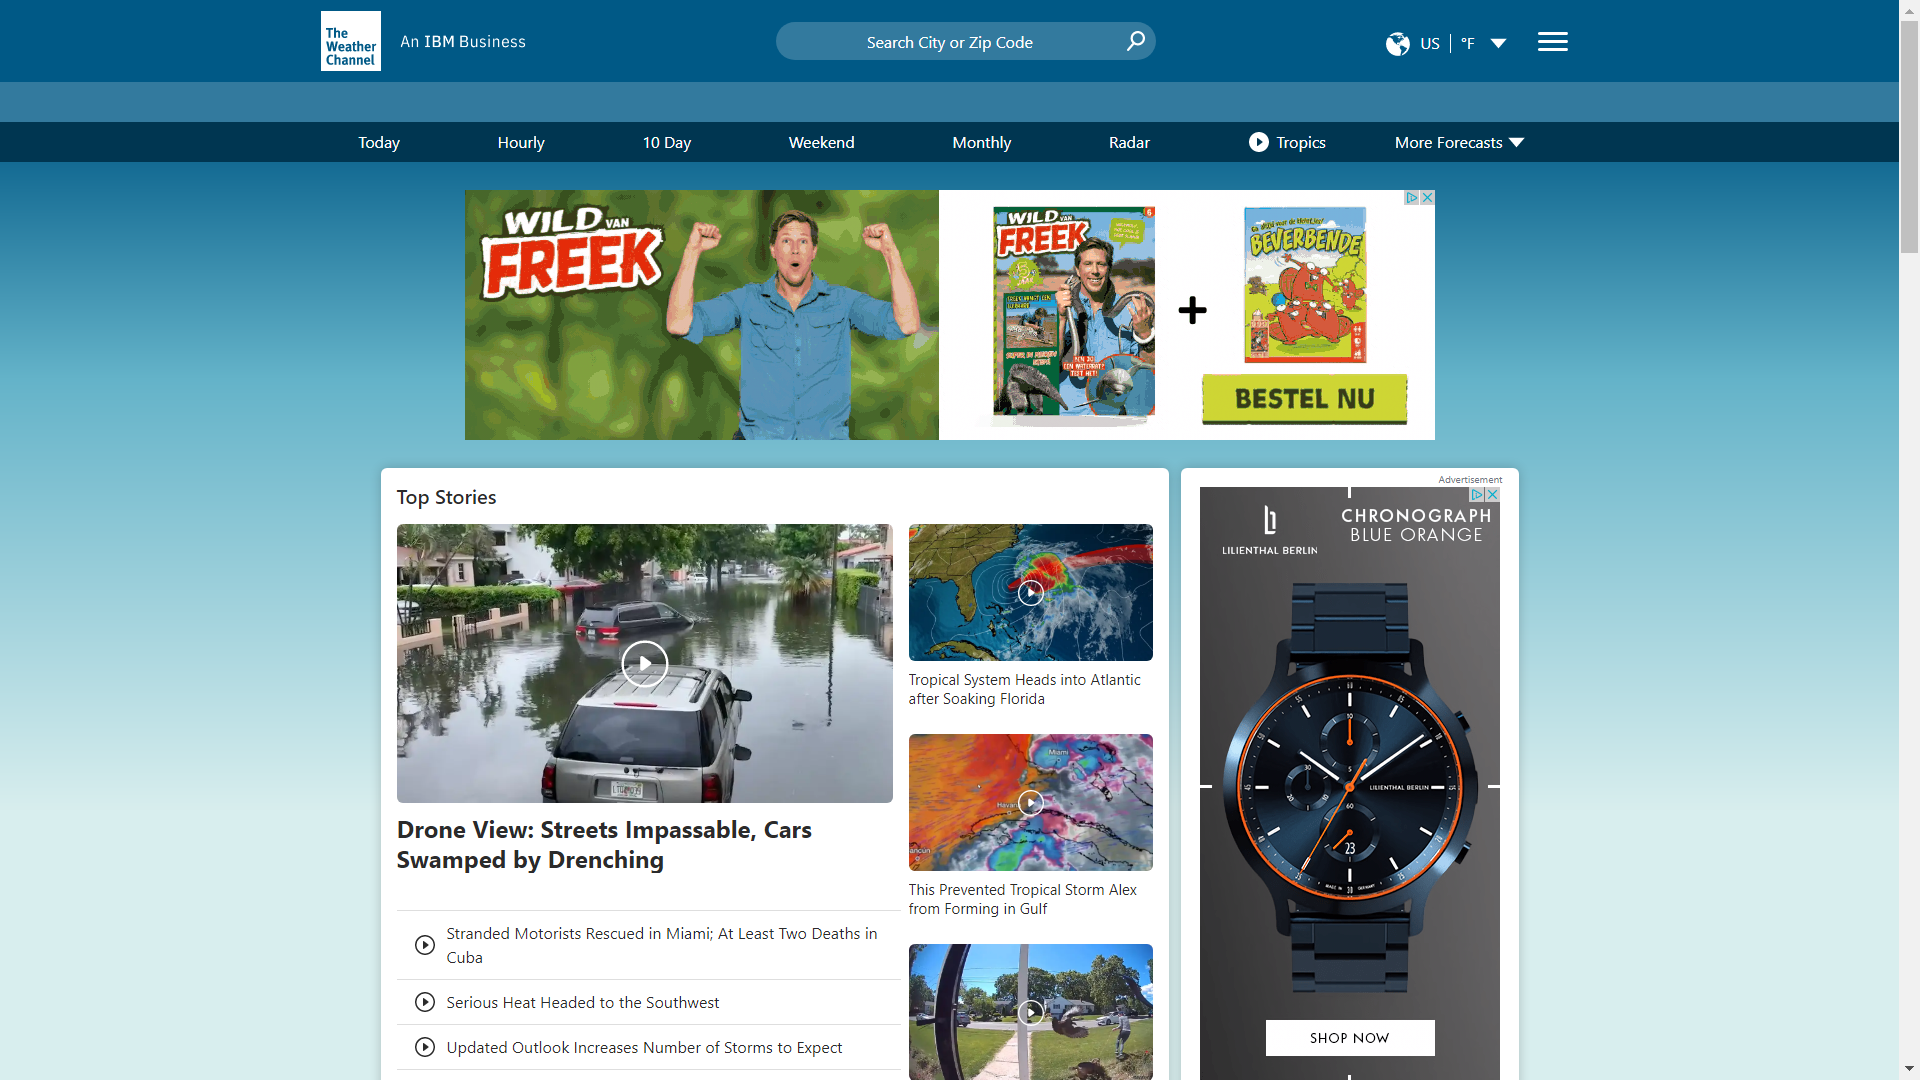 The
Weather
Channel
An IBM Business
Search City or Zip Code
US
°F
Today
Hourly
10 Day
Weekend
Monthly
Radar
Tropics
More Forecasts
WILD VAN
FREEK
WILD VAN
FREEK
BEVERBENDE
BESTEL NU
Top Stories
Drone View: Streets Impassable, Cars
Swamped by Drenching
Stranded Motorists Rescued in Miami; At Least Two Deaths in
Cuba
Serious Heat Headed to the Southwest
Updated Outlook Increases Number of Storms to Expect
Tropical System Heads into Atlantic
after Soaking Florida
Miami
This Prevented Tropical Storm Alex
from Forming in Gulf
Advertisement
LILIENTHAL BERLIN
CHRONOGRAPH
BLUE ORANGE
LILIENTHAL BERLIN
23
SHOP NOW